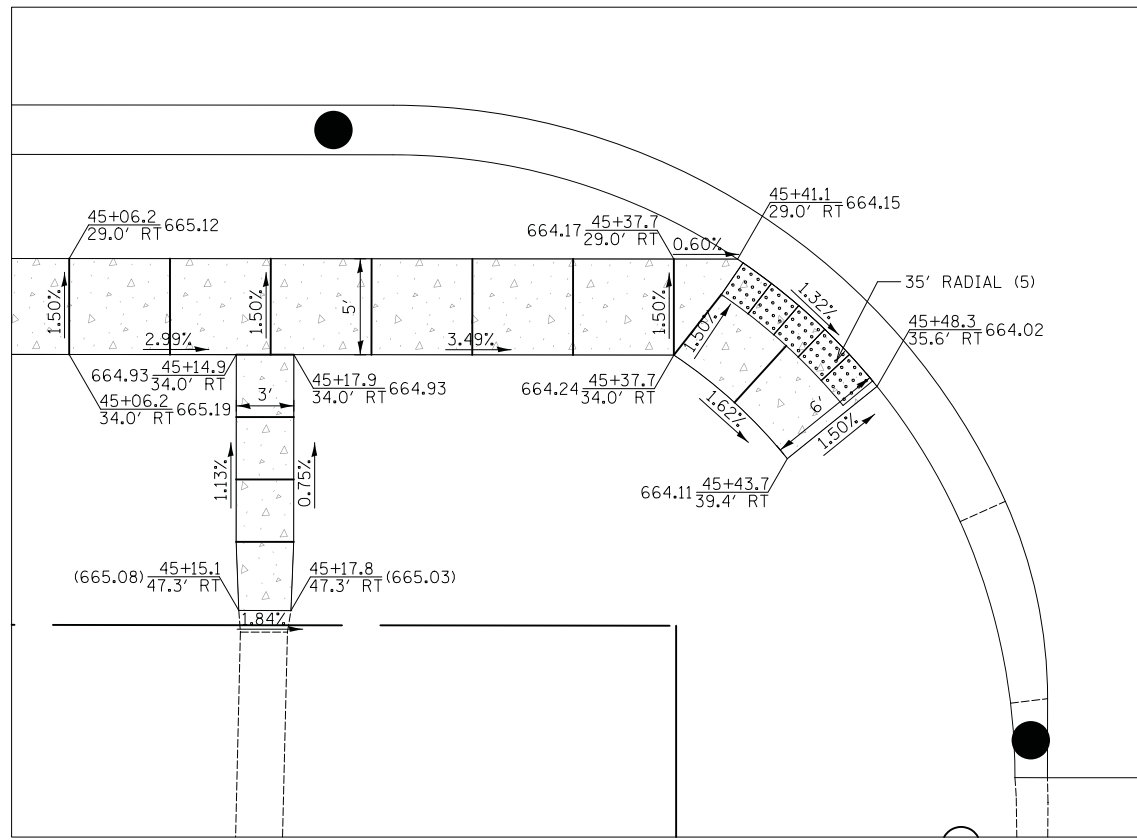 45+41.1
29.0' RT 664.15
45+06.2
29.0' RT 665.12
664.17 45+37.7
29.0' RT
0.60%
35' RADIAL (5)
1.32%
1.50%
1.50%
5'
1.50%
1.50%
45+48.3
35.6' RT 664.02
2.99%
3.49%
664.93 45+14.9
34.0' RT
45+17.9
34.0' RT 664.93
664.24 45+37.7
34.0' RT
45+06.2
34.0' RT 665.19
3'
1.62%
6'
1.50%
1.13%
0.75%
664.11 45+43.7
39.4' RT
(665.08) 45+15.1
47.3' RT
45+17.8
47.3' RT (665.03)
1.84%